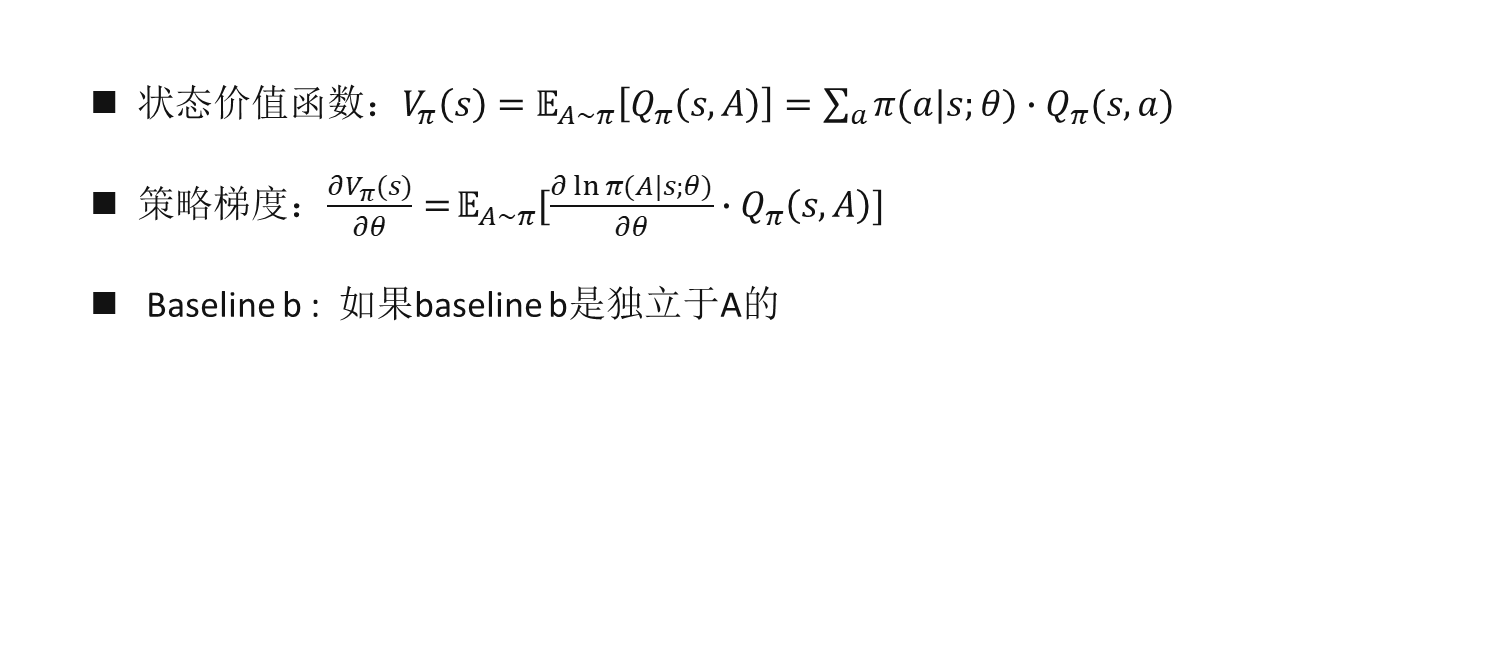 ■ 状态价值函数：V_π(s) = 𝔼_{A~π}[Q_π(s, A)] = ∑_a π(a|s; θ) · Q_π(s, a)
■ 策略梯度：∂V_π(s)/∂θ = 𝔼_{A~π}[∂ ln π(A|s;θ)/∂θ · Q_π(s, A)]
■ Baseline b : 如果baseline b是独立于A的